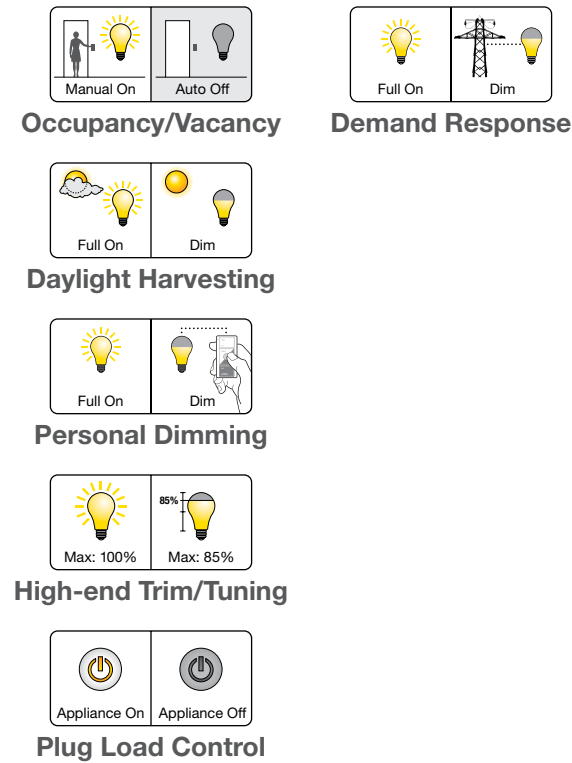 Manual On
Auto Off
Occupancy/Vacancy
Full On
Dim
Demand Response
Full On
Dim
Daylight Harvesting
Full On
Dim
Personal Dimming
85%
Max: 100%
Max: 85%
High-end Trim/Tuning
Appliance On
Appliance Off
Plug Load Control